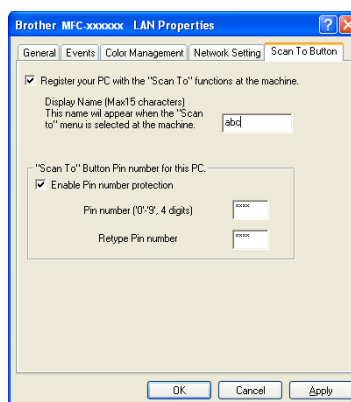 Brother MFC-xxxxxx LAN Properties
General Events Color Management Network Setting Scan To Button
Register your PC with the "Scan To" functions at the machine.
Display Name (Max15 characters)
This name will appear when the "Scan
to" menu is selected at the machine.
abc
"Scan To" Button Pin number for this PC.
Enable Pin number protection
Pin number ('0'-'9', 4 digits)
xxxx
Retype Pin number
xxxx
OK Cancel Apply